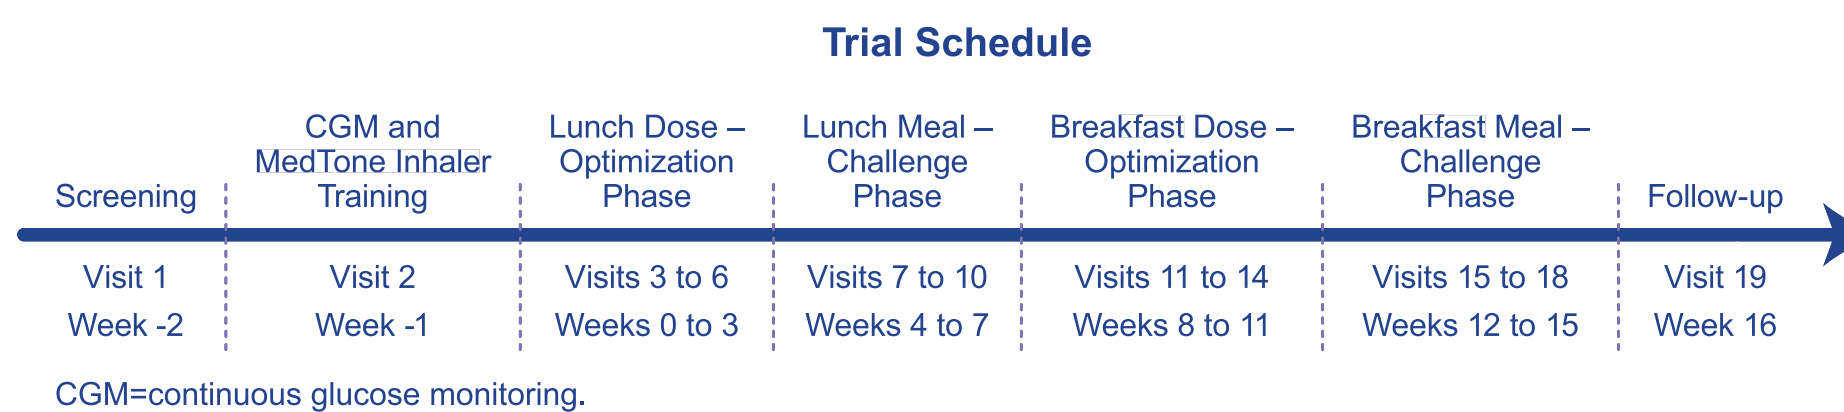 Trial Schedule
Screening
CGM and
MedTone Inhaler
Training
Lunch Dose –
Optimization
Phase
Lunch Meal –
Challenge
Phase
Breakfast Dose –
Optimization
Phase
Breakfast Meal –
Challenge
Phase
Follow-up
Visit 1
Week -2
Visit 2
Week -1
Visits 3 to 6
Weeks 0 to 3
Visits 7 to 10
Weeks 4 to 7
Visits 11 to 14
Weeks 8 to 11
Visits 15 to 18
Weeks 12 to 15
Visit 19
Week 16
CGM=continuous glucose monitoring.